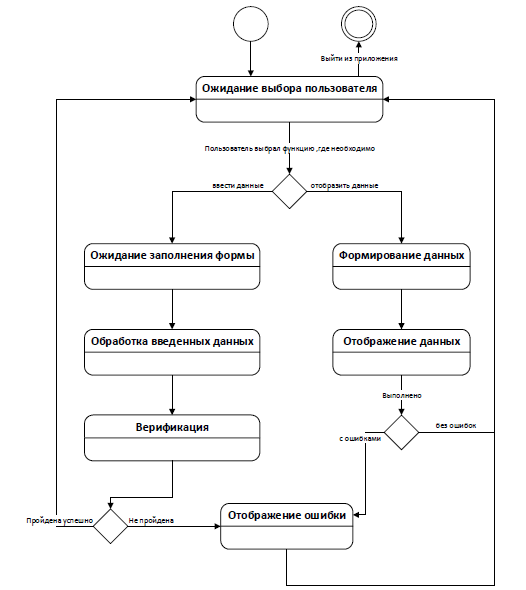 Выйти из приложения
Ожидание выбора пользователя
Пользователь выбрал функцию ,где необходимо
ввести данные
отобразить данные
Ожидание заполнения формы
Формирование данных
Обработка введенных данных
Отображение данных
Выполнено
Верификация
с ошибками
без ошибок
Отображение ошибки
Пройдена успешно
Не пройдена